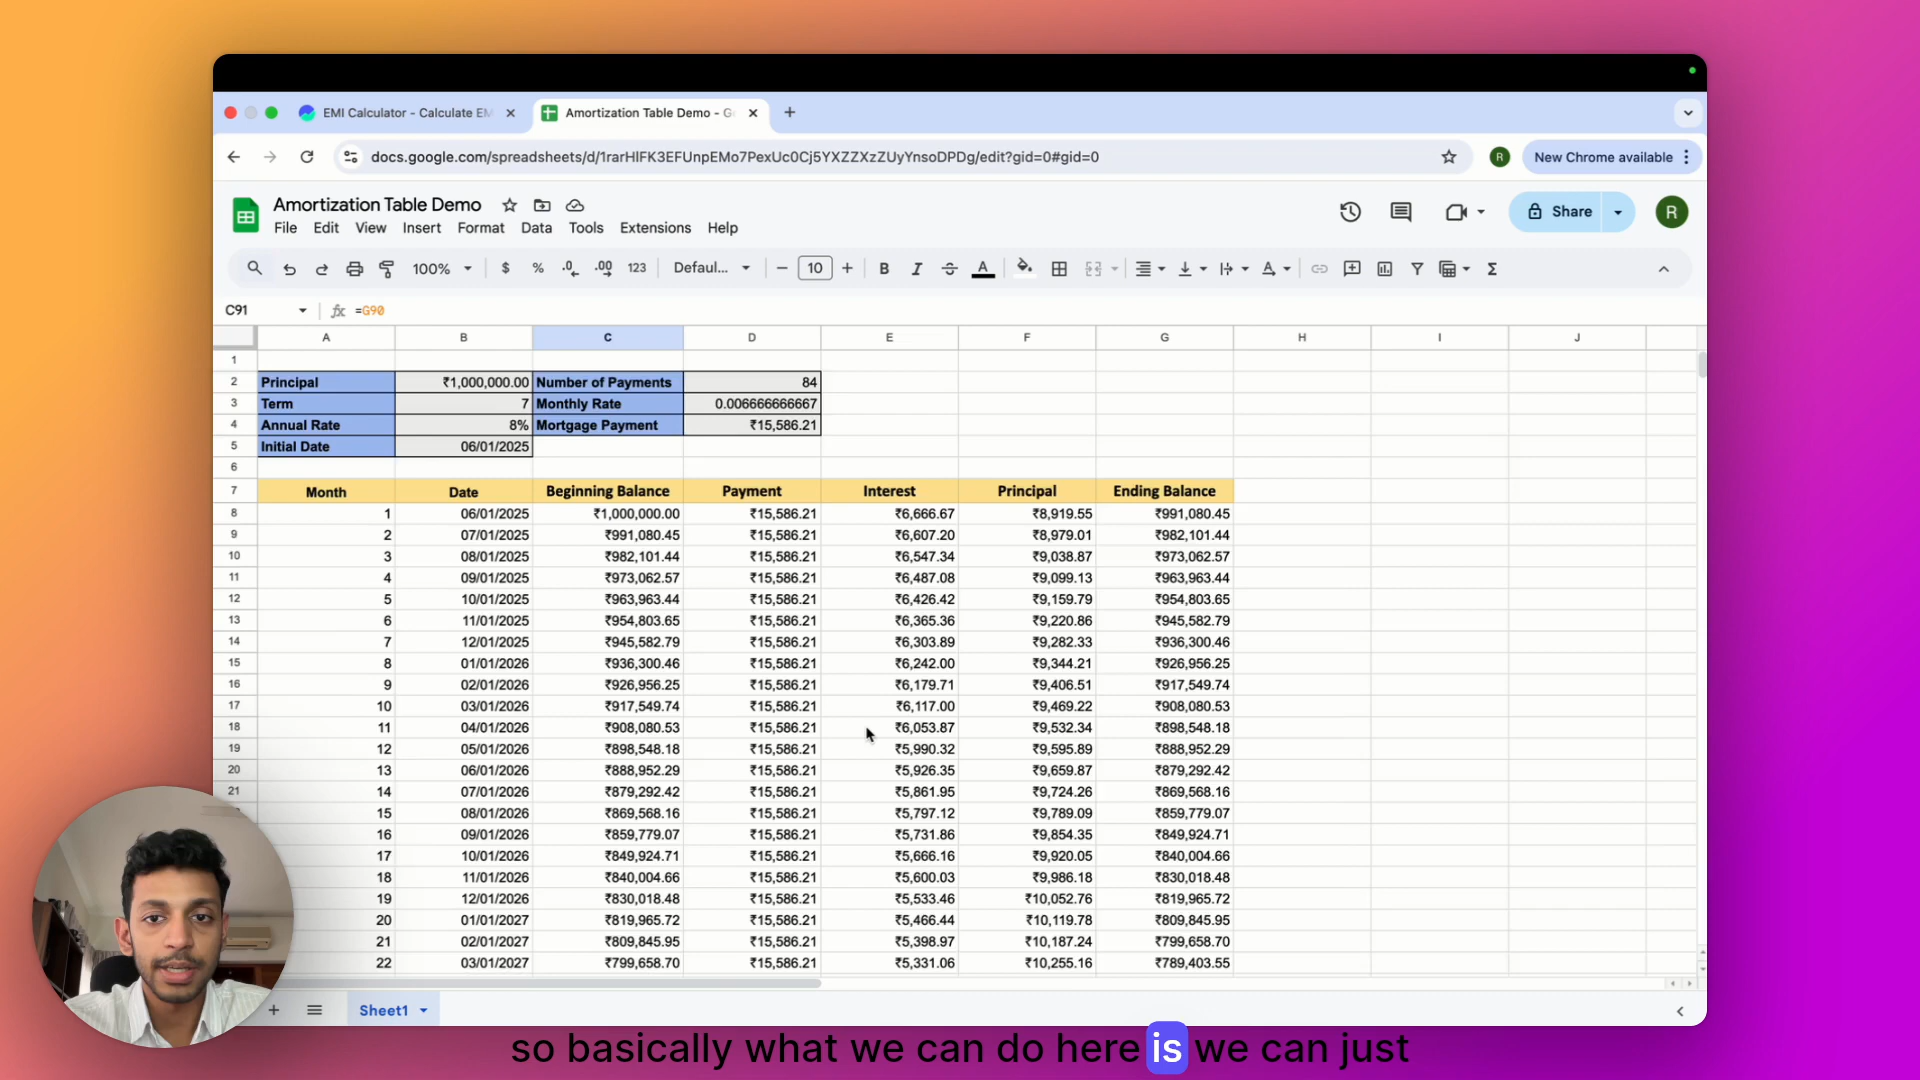 EMI Calculator - Calculate EM
Amortization Table Demo - G
docs.google.com/spreadsheets/d/1rarHlFK3EFUnpEMo7PexUc0Cj5YXZZXzZUyYnsoDPDg/edit?gid=0#gid=0
R
New Chrome available
Amortization Table Demo
File Edit View Insert Format Data Tools Extensions Help
Share
R
100% $ % .0 .00 123 Defaul... − 10 + B I A Σ
C91 fx =G90
A B C D E F G H I J
1
2 Principal ₹1,000,000.00 Number of Payments 84
3 Term 7 Monthly Rate 0.006666666667
4 Annual Rate 8% Mortgage Payment ₹15,586.21
5 Initial Date 06/01/2025
6
7 Month Date Beginning Balance Payment Interest Principal Ending Balance
8 1 06/01/2025 ₹1,000,000.00 ₹15,586.21 ₹6,666.67 ₹8,919.55 ₹991,080.45
9 2 07/01/2025 ₹991,080.45 ₹15,586.21 ₹6,607.20 ₹8,979.01 ₹982,101.44
10 3 08/01/2025 ₹982,101.44 ₹15,586.21 ₹6,547.34 ₹9,038.87 ₹973,062.57
11 4 09/01/2025 ₹973,062.57 ₹15,586.21 ₹6,487.08 ₹9,099.13 ₹963,963.44
12 5 10/01/2025 ₹963,963.44 ₹15,586.21 ₹6,426.42 ₹9,159.79 ₹954,803.65
13 6 11/01/2025 ₹954,803.65 ₹15,586.21 ₹6,365.36 ₹9,220.86 ₹945,582.79
14 7 12/01/2025 ₹945,582.79 ₹15,586.21 ₹6,303.89 ₹9,282.33 ₹936,300.46
15 8 01/01/2026 ₹936,300.46 ₹15,586.21 ₹6,242.00 ₹9,344.21 ₹926,956.25
16 9 02/01/2026 ₹926,956.25 ₹15,586.21 ₹6,179.71 ₹9,406.51 ₹917,549.74
17 10 03/01/2026 ₹917,549.74 ₹15,586.21 ₹6,117.00 ₹9,469.22 ₹908,080.53
18 11 04/01/2026 ₹908,080.53 ₹15,586.21 ₹6,053.87 ₹9,532.34 ₹898,548.18
19 12 05/01/2026 ₹898,548.18 ₹15,586.21 ₹5,990.32 ₹9,595.89 ₹888,952.29
20 13 06/01/2026 ₹888,952.29 ₹15,586.21 ₹5,926.35 ₹9,659.87 ₹879,292.42
21 14 07/01/2026 ₹879,292.42 ₹15,586.21 ₹5,861.95 ₹9,724.26 ₹869,568.16
15 08/01/2026 ₹869,568.16 ₹15,586.21 ₹5,797.12 ₹9,789.09 ₹859,779.07
16 09/01/2026 ₹859,779.07 ₹15,586.21 ₹5,731.86 ₹9,854.35 ₹849,924.71
17 10/01/2026 ₹849,924.71 ₹15,586.21 ₹5,666.16 ₹9,920.05 ₹840,004.66
18 11/01/2026 ₹840,004.66 ₹15,586.21 ₹5,600.03 ₹9,986.18 ₹830,018.48
19 12/01/2026 ₹830,018.48 ₹15,586.21 ₹5,533.46 ₹10,052.76 ₹819,965.72
20 01/01/2027 ₹819,965.72 ₹15,586.21 ₹5,466.44 ₹10,119.78 ₹809,845.95
21 02/01/2027 ₹809,845.95 ₹15,586.21 ₹5,398.97 ₹10,187.24 ₹799,658.70
22 03/01/2027 ₹799,658.70 ₹15,586.21 ₹5,331.06 ₹10,255.16 ₹789,403.55
Sheet1
so basically what we can do here is we can just